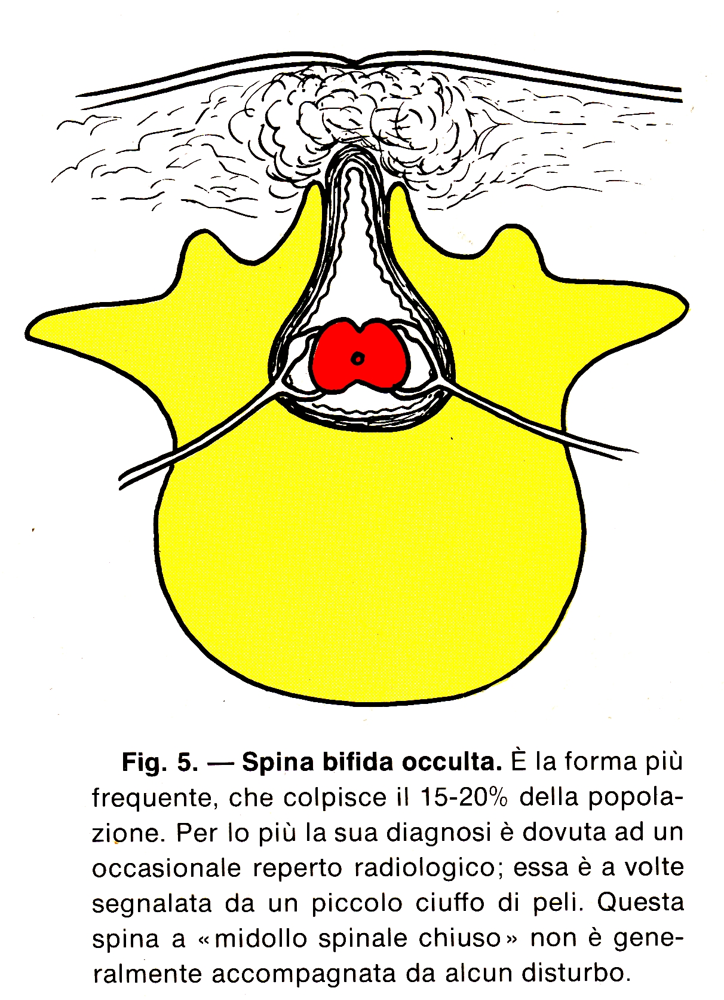 Fig. 5. — Spina bifida occulta. È la forma più
frequente, che colpisce il 15-20% della popola-
zione. Per lo più la sua diagnosi è dovuta ad un
occasionale reperto radiologico; essa è a volte
segnalata da un piccolo ciuffo di peli. Questa
spina a «midollo spinale chiuso» non è gene-
ralmente accompagnata da alcun disturbo.